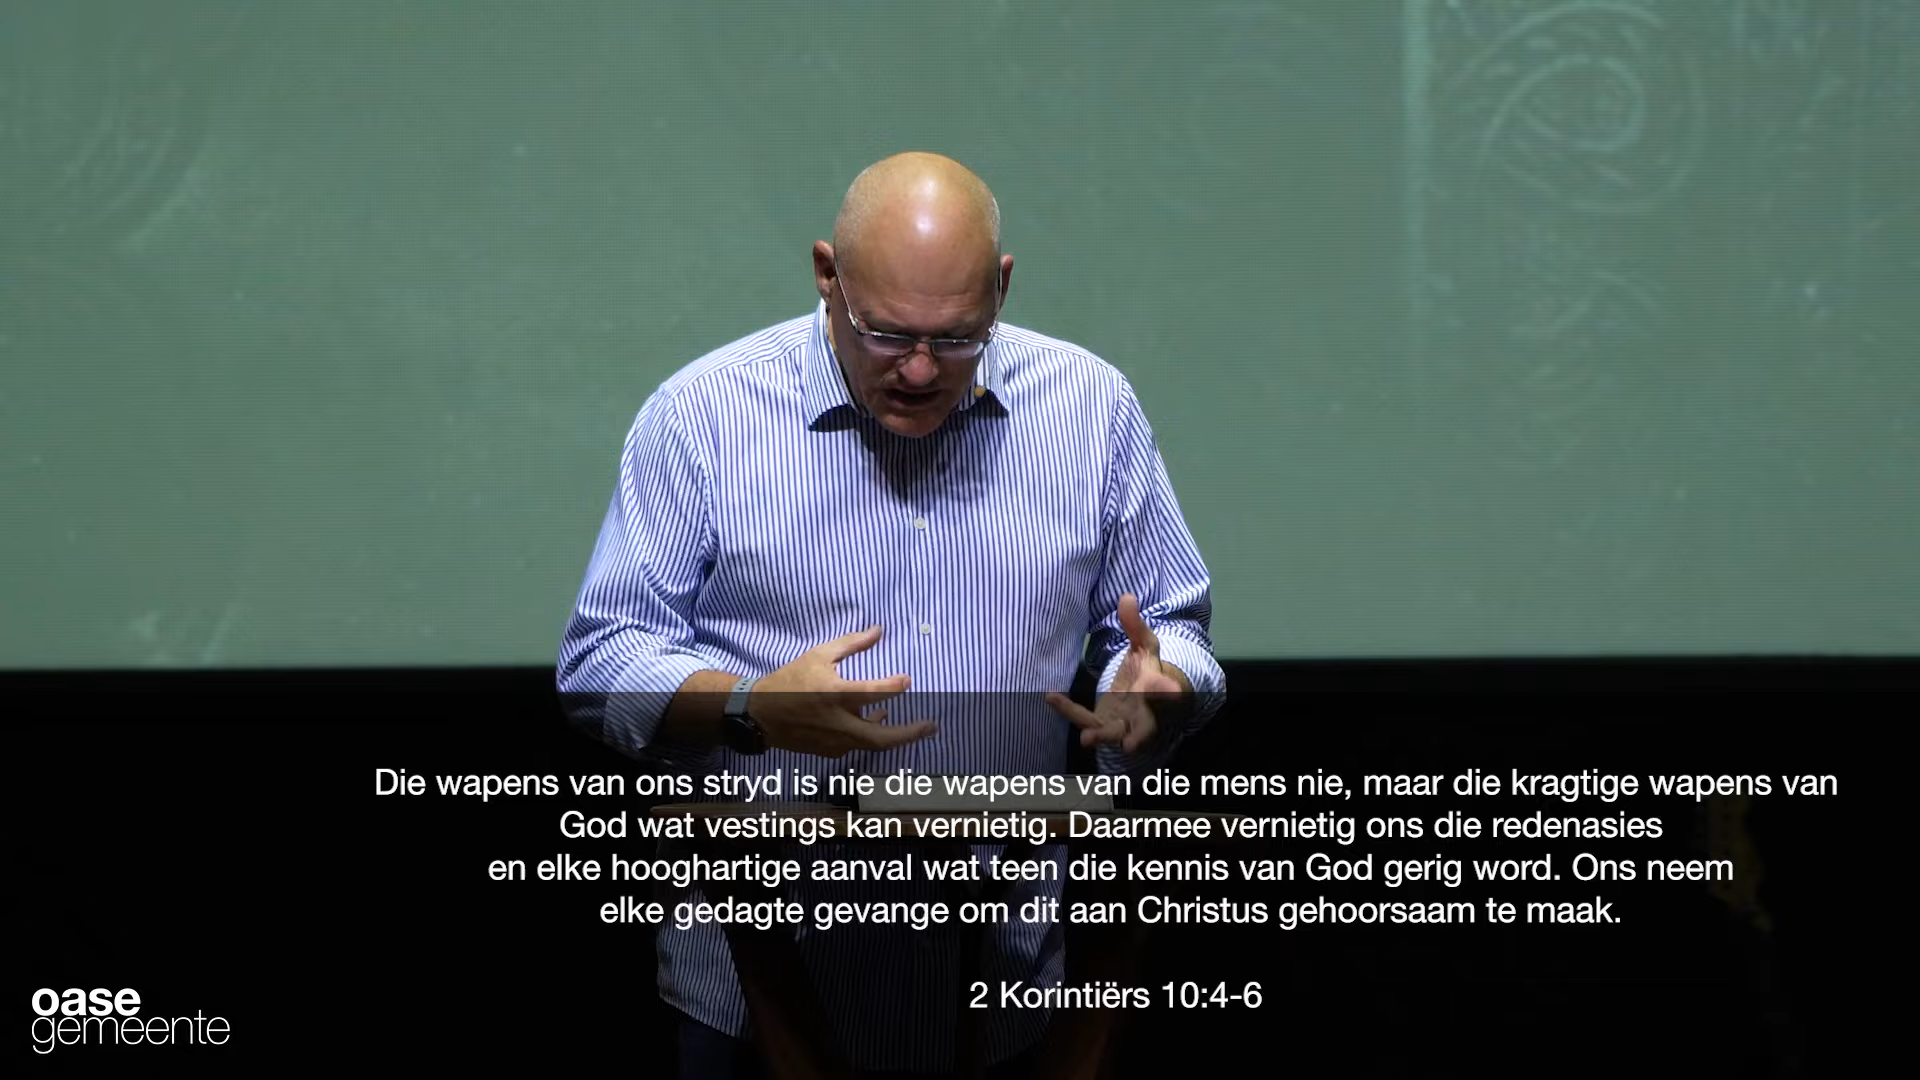 Die wapens van ons stryd is nie die wapens van die mens nie, maar die kragtige wapens van
God wat vestings kan vernietig. Daarmee vernietig ons die redenasies
en elke hooghartige aanval wat teen die kennis van God gerig word. Ons neem
elke gedagte gevange om dit aan Christus gehoorsaam te maak.
2 Korintiërs 10:4-6
oase
gemeente